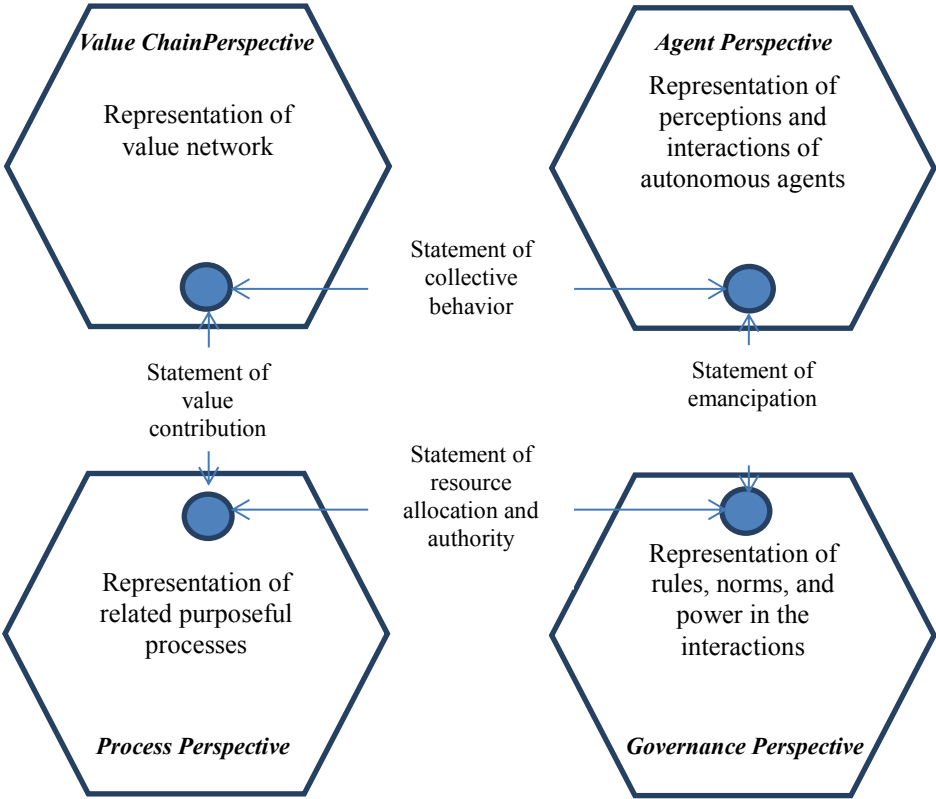 Value ChainPerspective
Representation of
value network
Agent Perspective
Representation of
perceptions and
interactions of
autonomous agents
Statement of
collective
behavior
Statement of
value
contribution
Statement of
emancipation
Statement of
resource
allocation and
authority
Representation of
related purposeful
processes
Process Perspective
Representation of
rules, norms, and
power in the
interactions
Governance Perspective